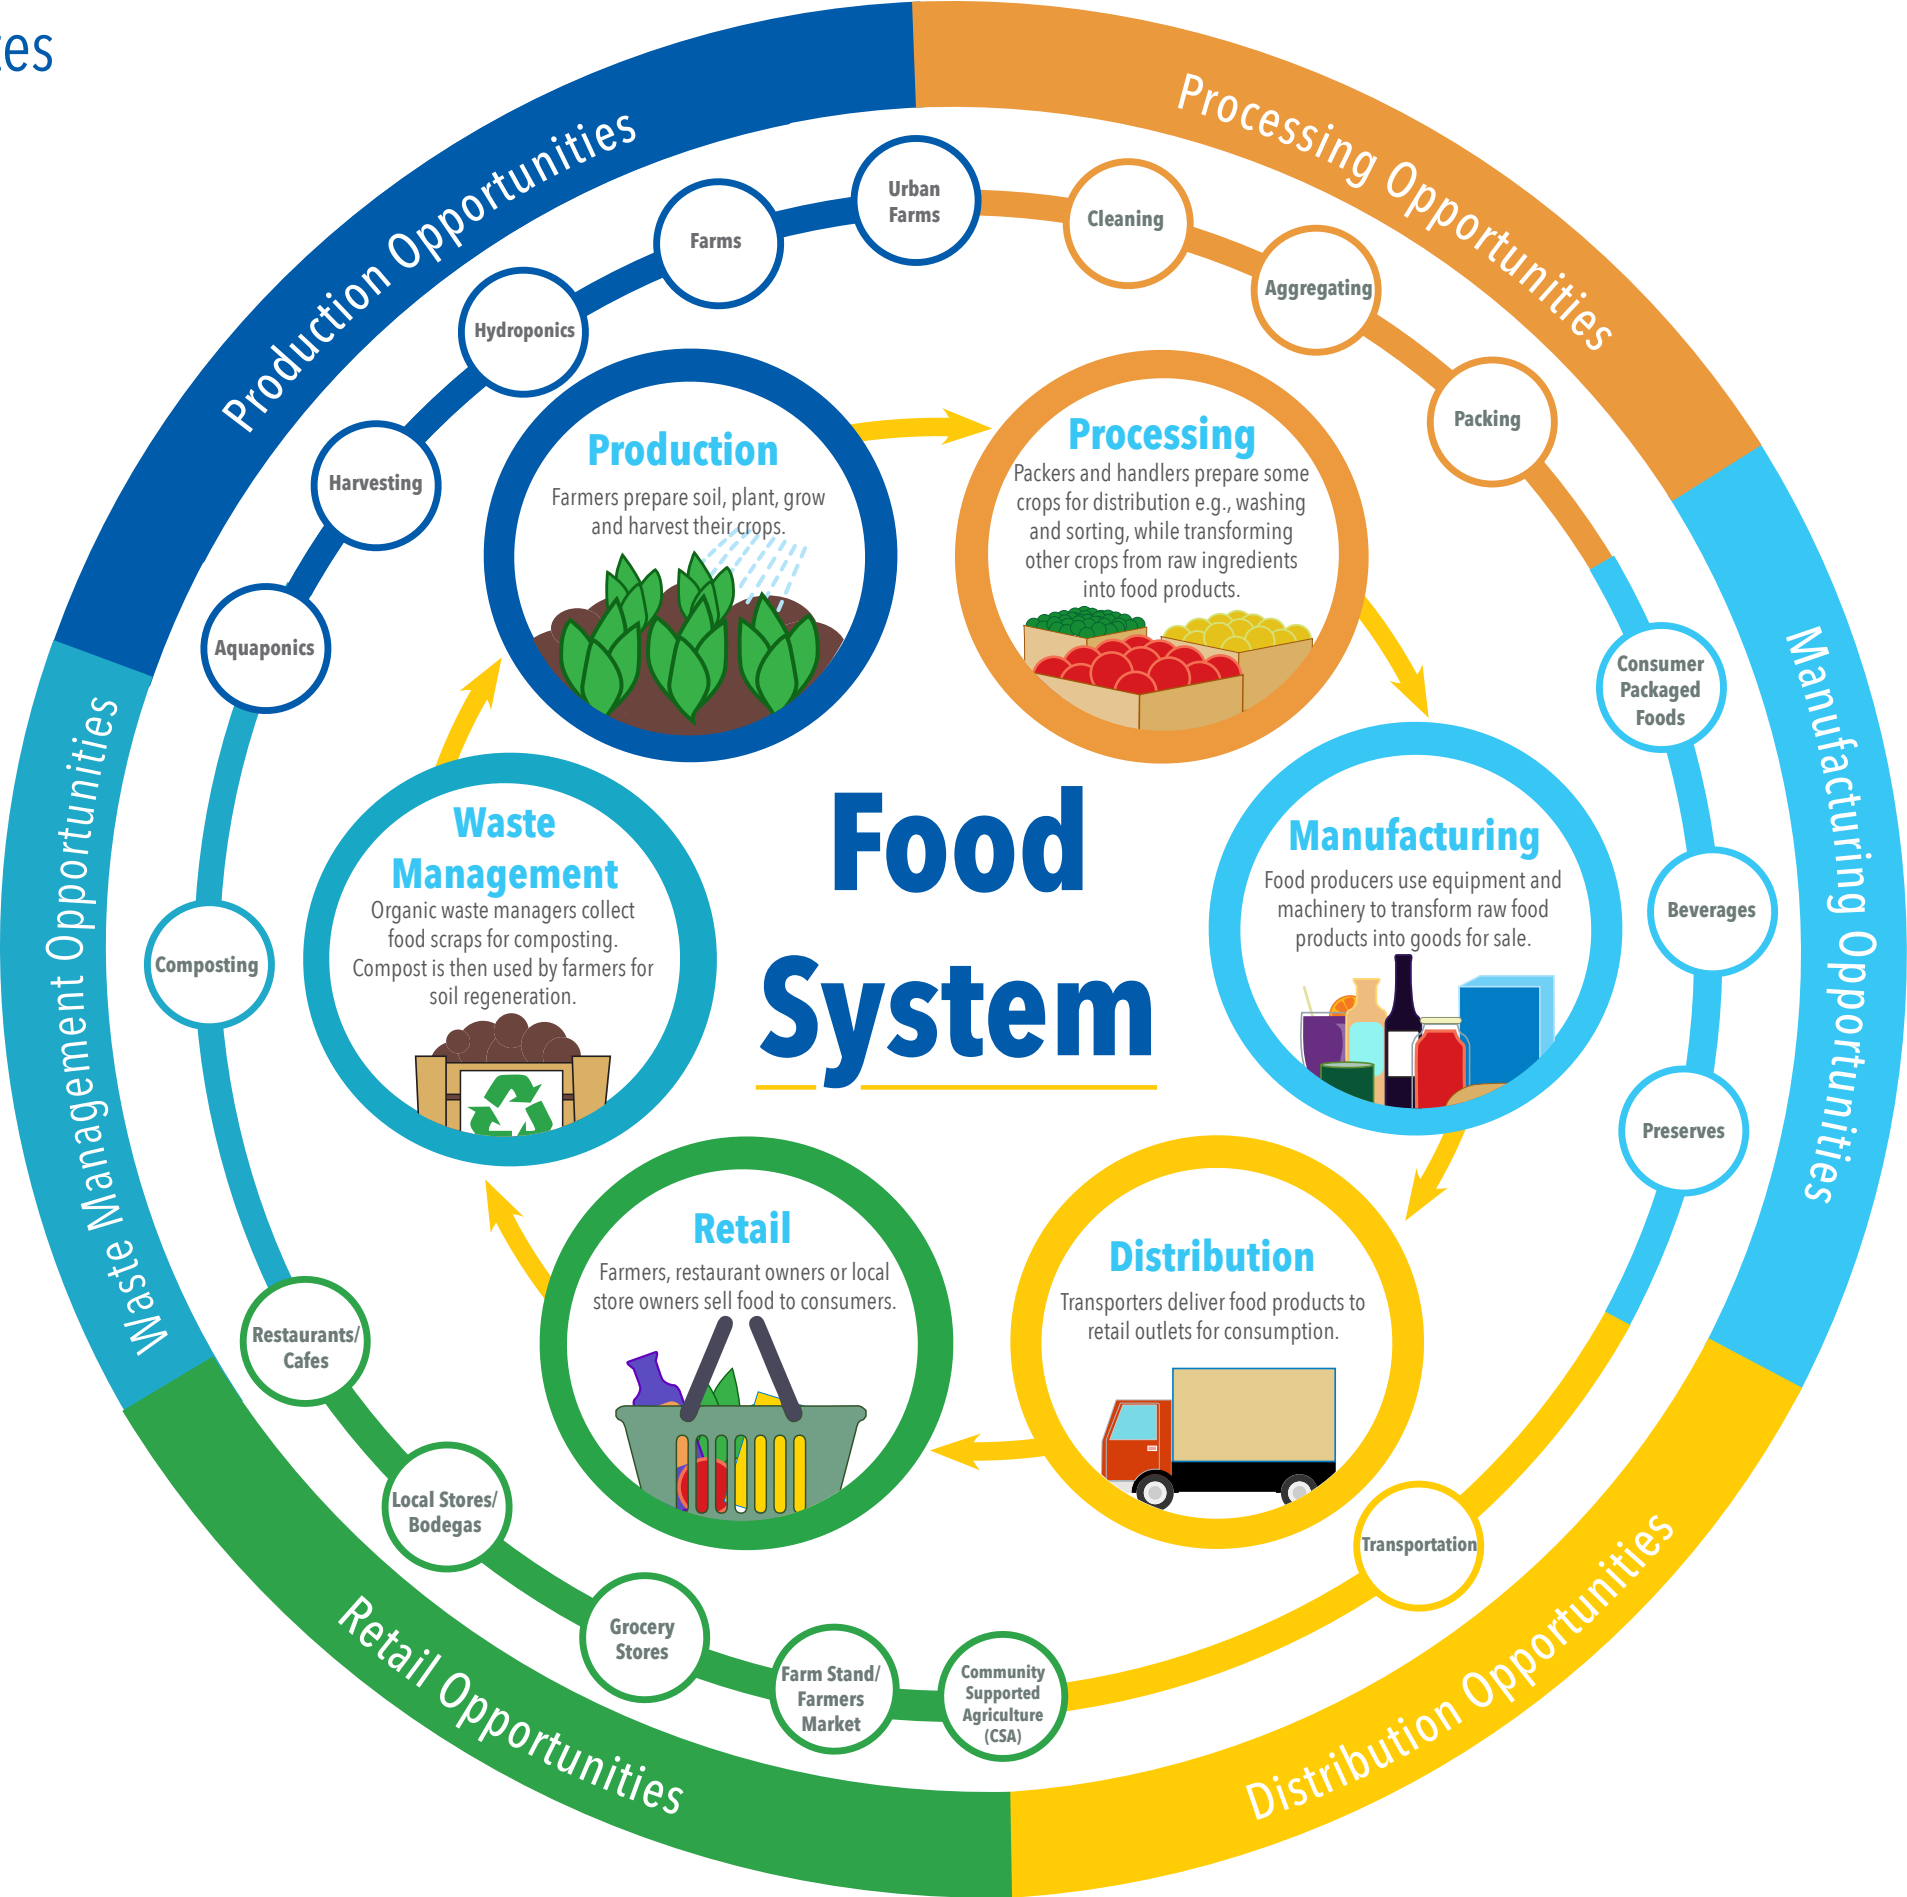 Production Opportunities
Processing Opportunities
Manufacturing Opportunities
Distribution Opportunities
Retail Opportunities
Waste Management Opportunities
Aquaponics
Harvesting
Hydroponics
Farms
Urban
Farms
Cleaning
Aggregating
Packing
Consumer
Packaged
Foods
Beverages
Preserves
Transportation
Community
Supported
Agriculture
(CSA)
Farm Stand/
Farmers
Market
Grocery
Stores
Local Stores/
Bodegas
Restaurants/
Cafes
Composting
Production
Farmers prepare soil, plant, grow
and harvest their crops.
Processing
Packers and handlers prepare some
crops for distribution e.g., washing
and sorting, while transforming
other crops from raw ingredients
into food products.
Manufacturing
Food producers use equipment and
machinery to transform raw food
products into goods for sale.
Distribution
Transporters deliver food products to
retail outlets for consumption.
Retail
Farmers, restaurant owners or local
store owners sell food to consumers.
Waste
Management
Organic waste managers collect
food scraps for composting.
Compost is then used by farmers for
soil regeneration.
Food
System